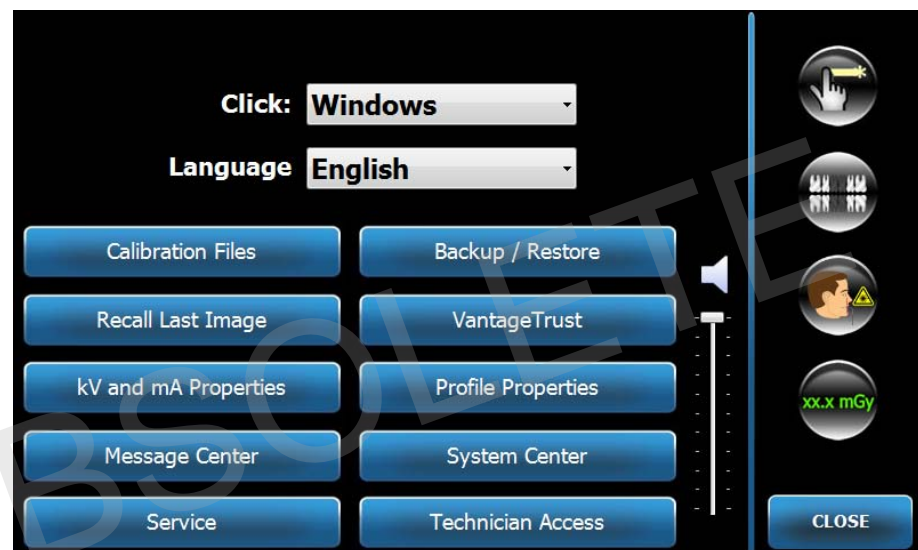 Click: Windows
Language English
Calibration Files Backup / Restore
Recall Last Image VantageTrust
kV and mA Properties Profile Properties
xx.x mGy
Message Center System Center
Service Technician Access CLOSE
BSOLETE